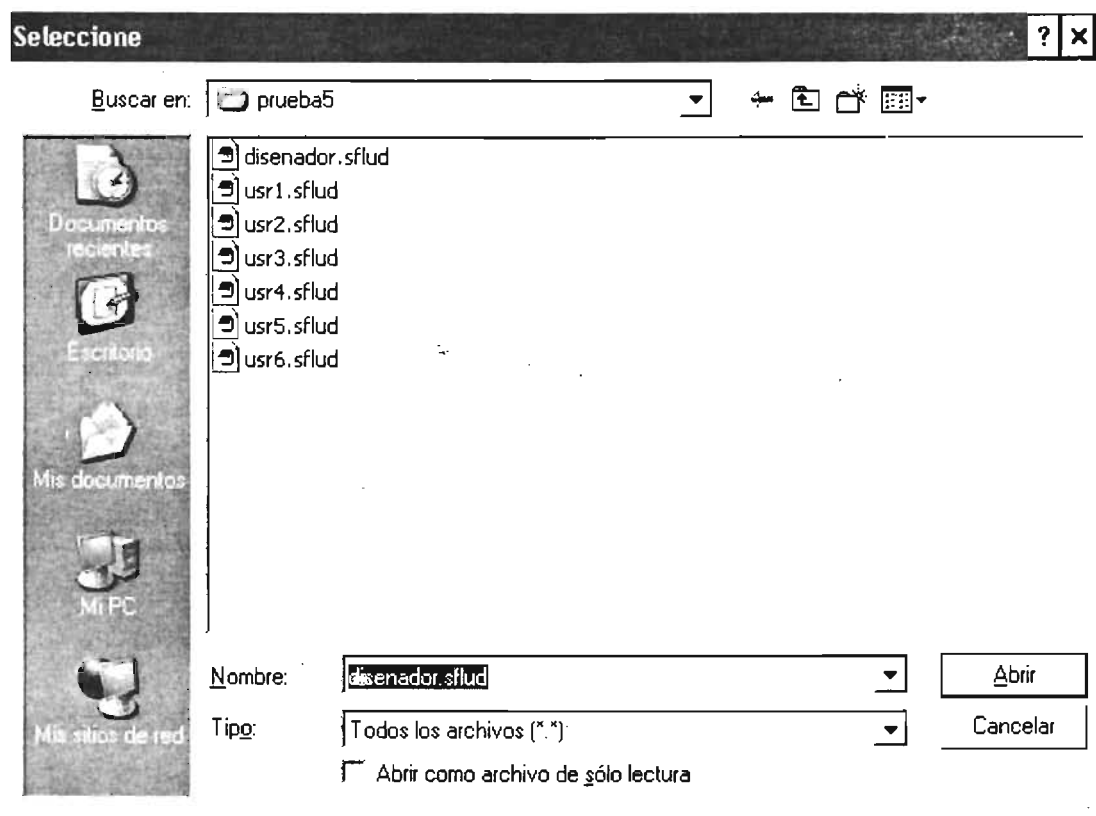 Seleccione
Buscar en: prueba5
disenador.sflud
usr1.sflud
usr2.sflud
usr3.sflud
usr4.sflud
usr5.sflud
usr6.sflud
Documentos
recientes
Escritorio
Mis documentos
Mi PC
Mis sitios de red
Nombre: disenador.sflud Abrir
Tipo: Todos los archivos (*.*) Cancelar
Abrir como archivo de sólo lectura